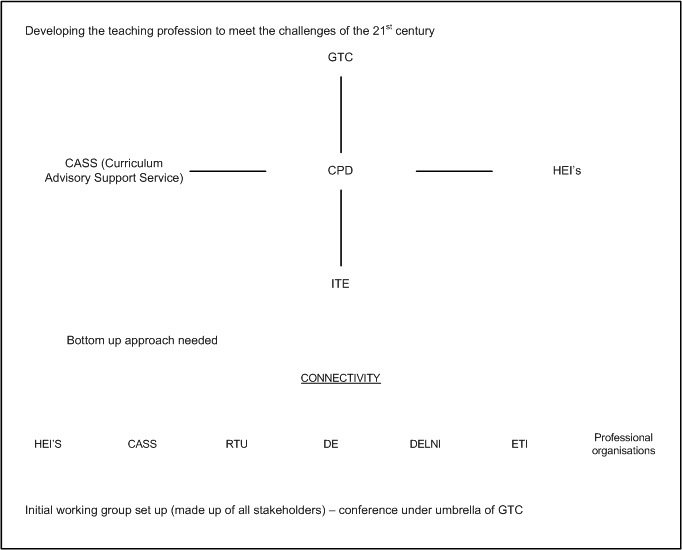 Developing the teaching profession to meet the challenges of the 21st century
GTC
CASS (Curriculum
Advisory Support Service)
CPD
HEI's
ITE
Bottom up approach needed
CONNECTIVITY
HEI'S
CASS
RTU
DE
DELNI
ETI
Professional
organisations
Initial working group set up (made up of all stakeholders) – conference under umbrella of GTC